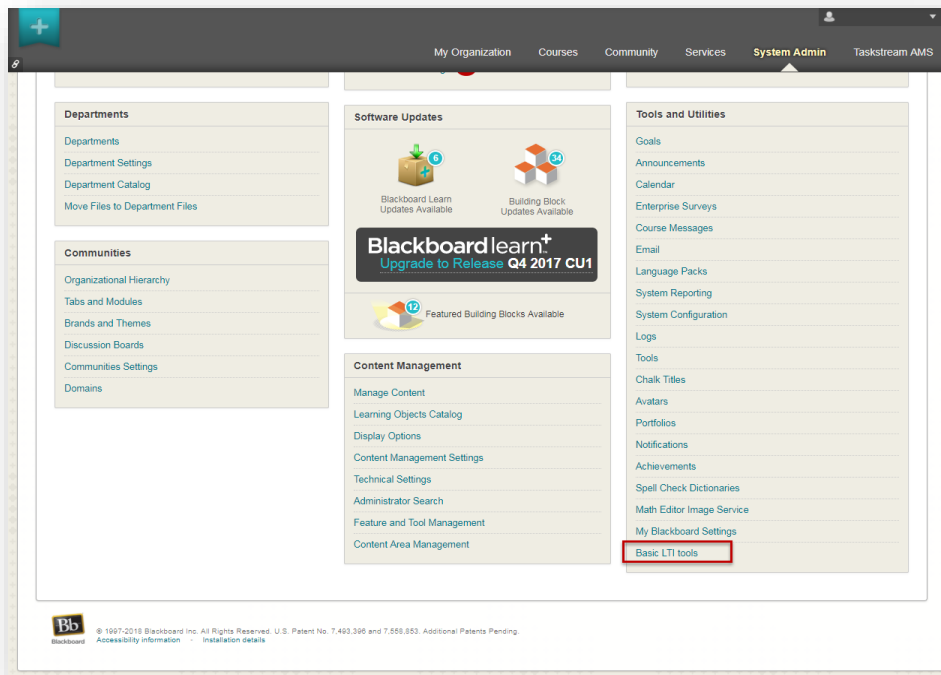 My Organization Courses Community Services System Admin Taskstream AMS
Departments
Departments
Department Settings
Department Catalog
Move Files to Department Files
Communities
Organizational Hierarchy
Tabs and Modules
Brands and Themes
Discussion Boards
Communities Settings
Domains
Software Updates
6
Blackboard Learn
Updates Available
34
Building Block
Updates Available
Blackboard learn+
Upgrade to Release Q4 2017 CU1
12
Featured Building Blocks Available
Content Management
Manage Content
Learning Objects Catalog
Display Options
Content Management Settings
Technical Settings
Administrator Search
Feature and Tool Management
Content Area Management
Tools and Utilities
Goals
Announcements
Calendar
Enterprise Surveys
Course Messages
Email
Language Packs
System Reporting
System Configuration
Logs
Tools
Chalk Titles
Avatars
Portfolios
Notifications
Achievements
Spell Check Dictionaries
Math Editor Image Service
My Blackboard Settings
Basic LTI tools
Bb
Blackboard
© 1997-2018 Blackboard Inc. All Rights Reserved. U.S. Patent No. 7,493,396 and 7,558,853. Additional Patents Pending.
Accessibility information · Installation details